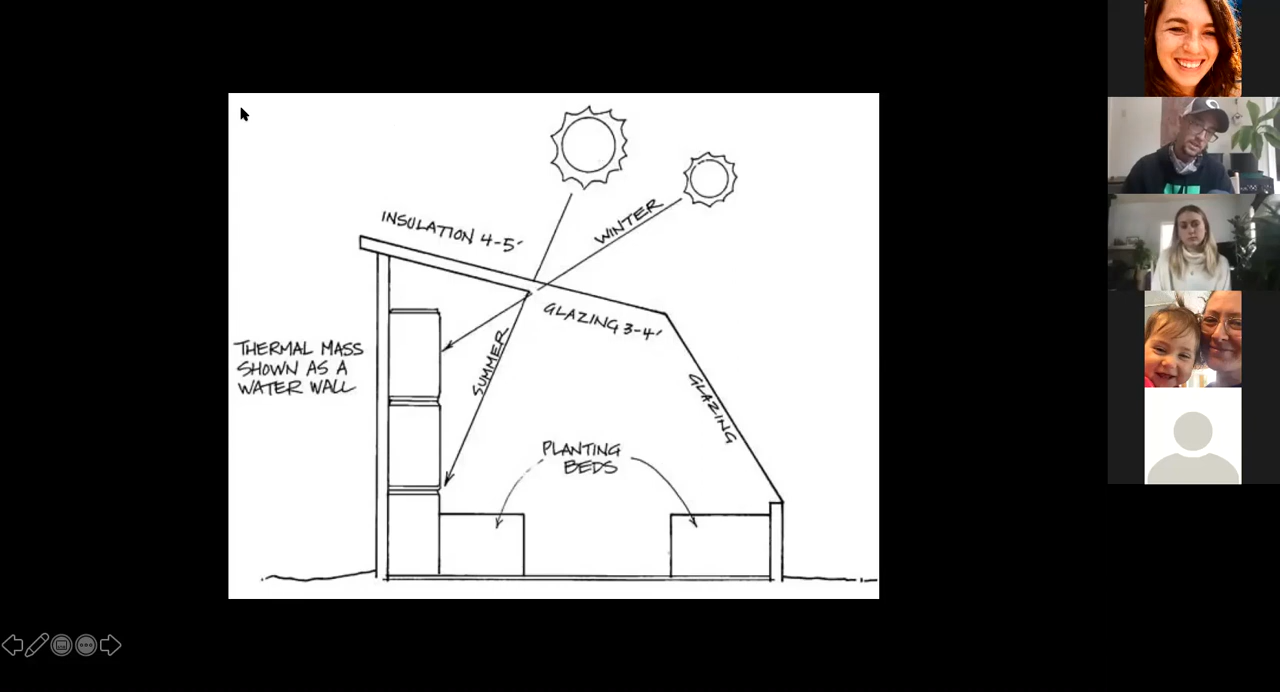 INSULATION 4-5'
WINTER
GLAZING 3-4'
THERMAL MASS
SHOWN AS A
WATER WALL
SUMMER
GLAZING
PLANTING
BEDS